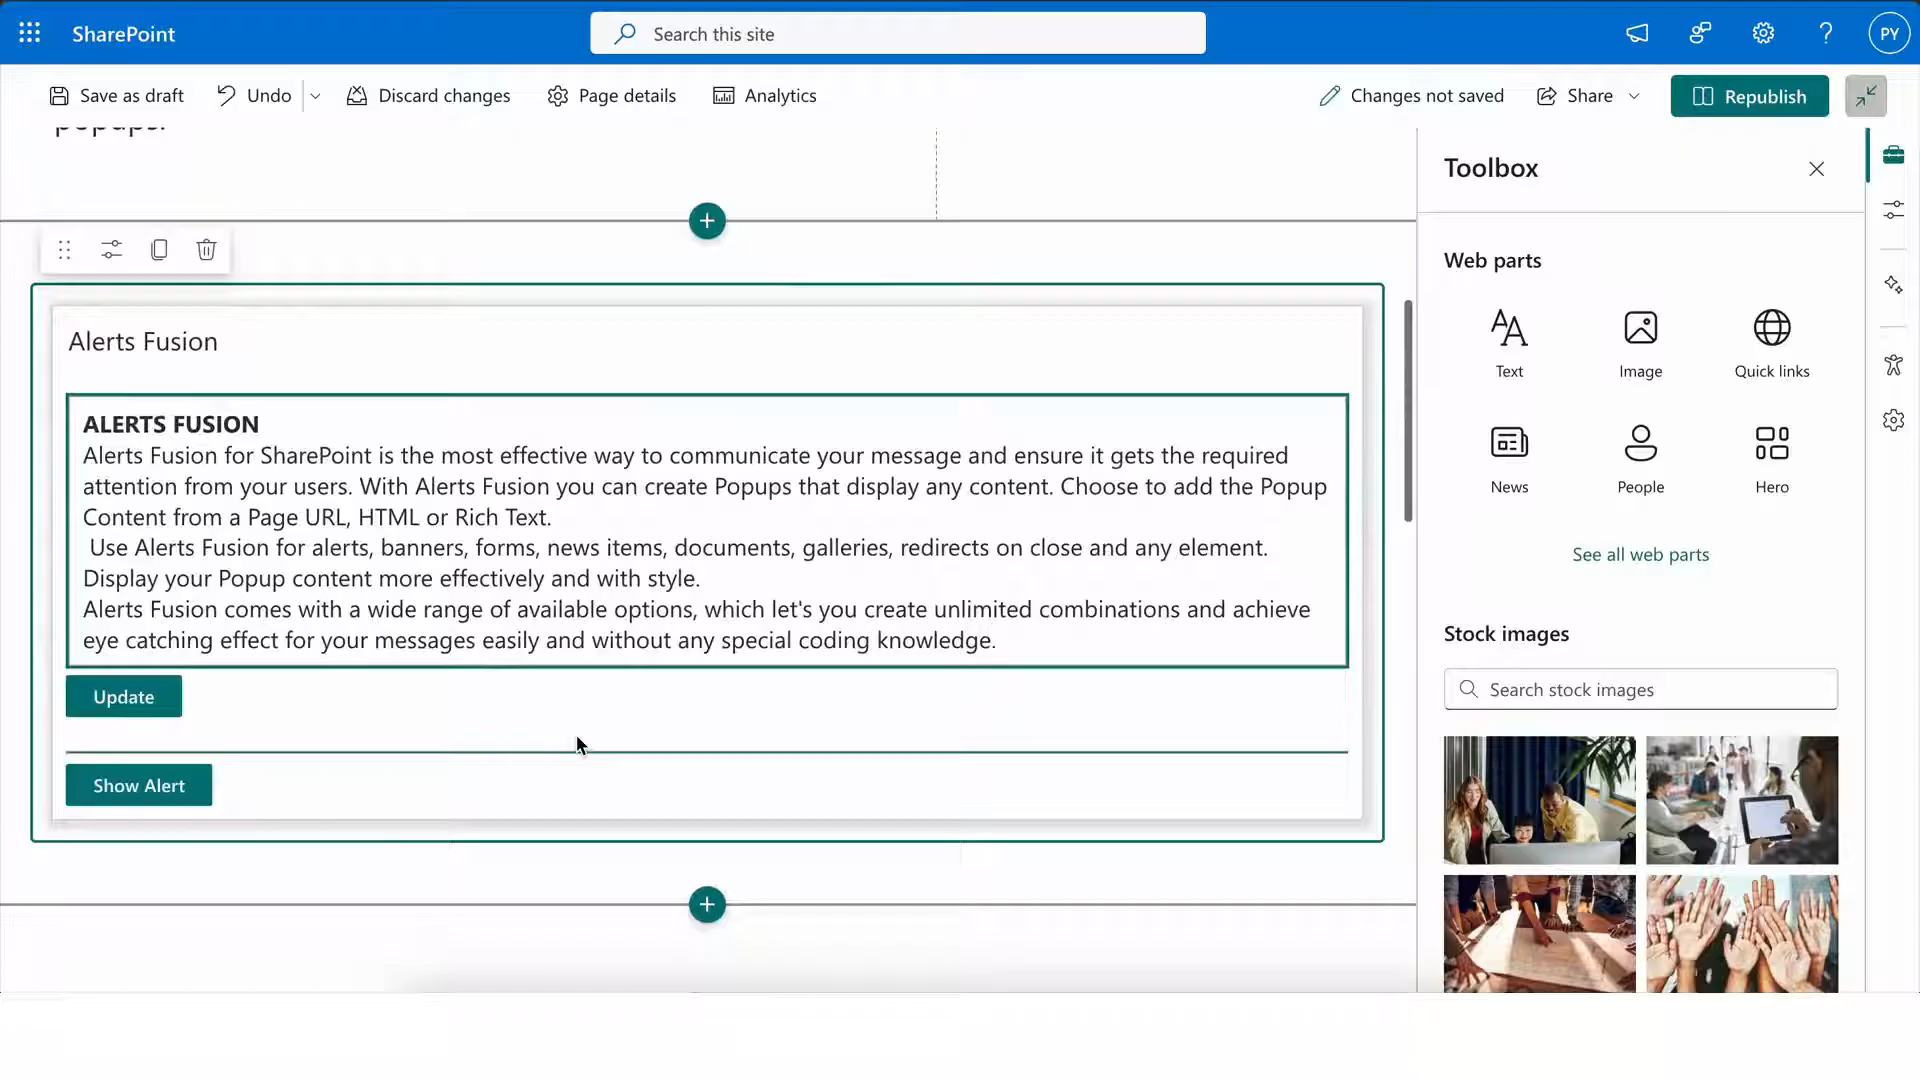 SharePoint
Search this site
PY
Save as draft
Undo
Discard changes
Page details
Analytics
Changes not saved
Share
Republish
popups.
Toolbox
Web parts
Text
Image
Quick links
News
People
Hero
See all web parts
Stock images
Search stock images
Alerts Fusion
ALERTS FUSION
Alerts Fusion for SharePoint is the most effective way to communicate your message and ensure it gets the required
attention from your users. With Alerts Fusion you can create Popups that display any content. Choose to add the Popup
Content from a Page URL, HTML or Rich Text.
Use Alerts Fusion for alerts, banners, forms, news items, documents, galleries, redirects on close and any element.
Display your Popup content more effectively and with style.
Alerts Fusion comes with a wide range of available options, which let's you create unlimited combinations and achieve
eye catching effect for your messages easily and without any special coding knowledge.
Update
Show Alert